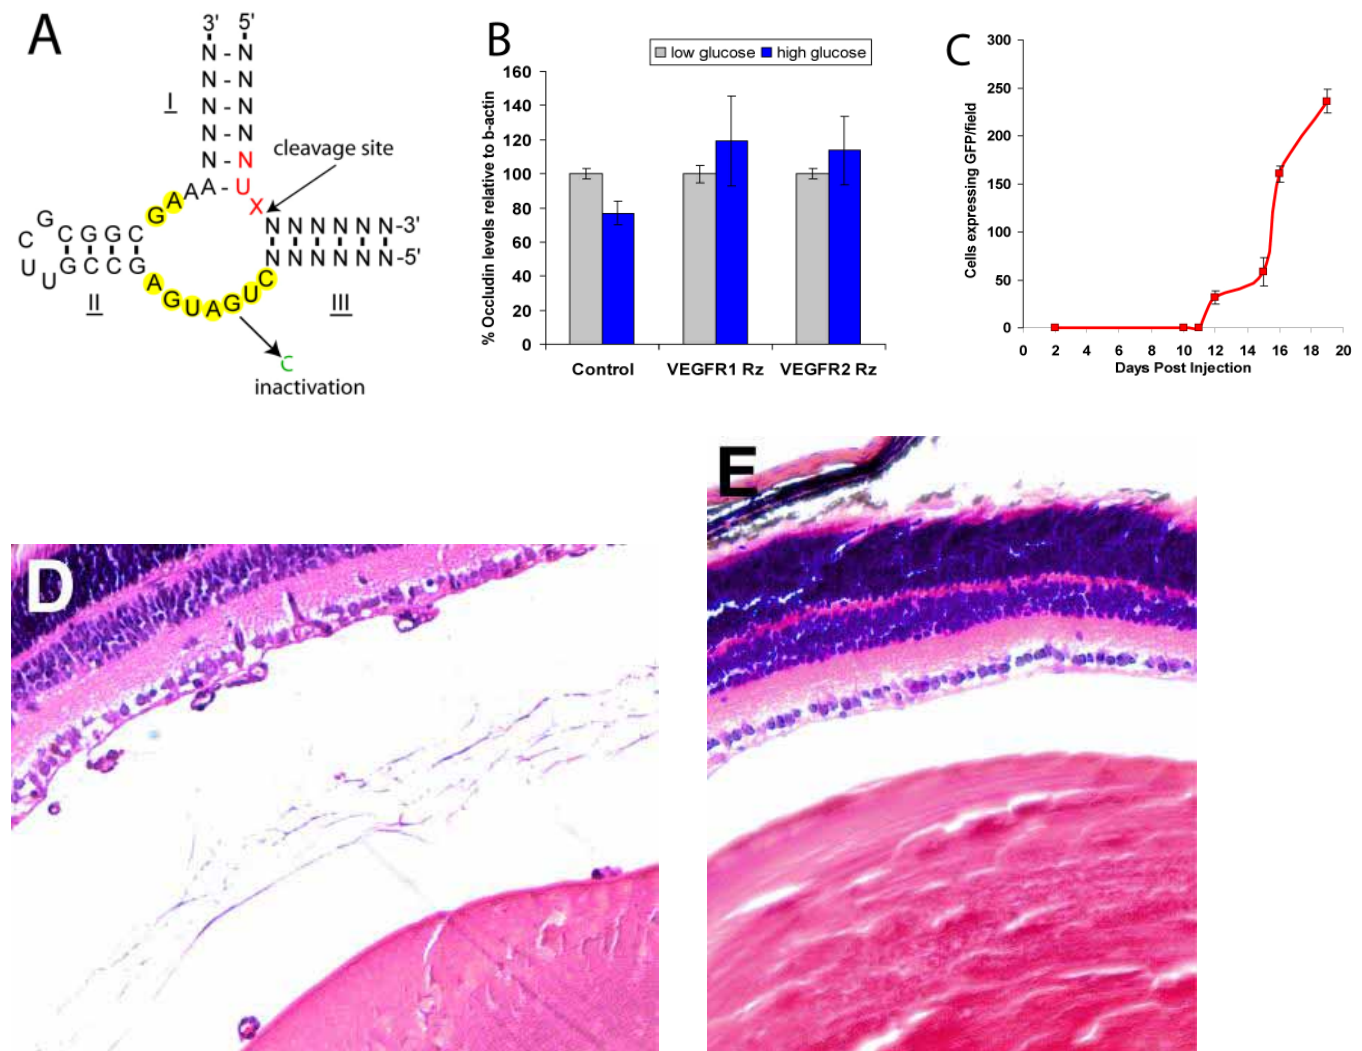 A
3' 5'
N - N
N - N
N - N
I
N - N
N - N
cleavage site
G A A A - U
X
G C G G C
N N N N N N -3'
C
U U G C C G
N N N N N N -5'
A G U A G U C
II
III
C
inactivation
B
low glucose high glucose
% Occludin levels relative to b-actin
160
140
120
100
80
60
40
20
0
Control VEGFR1 Rz VEGFR2 Rz
C
Cells expressing GFP/field
300
250
200
150
100
50
0
0 2 4 6 8 10 12 14 16 18 20
Days Post Injection
D
E